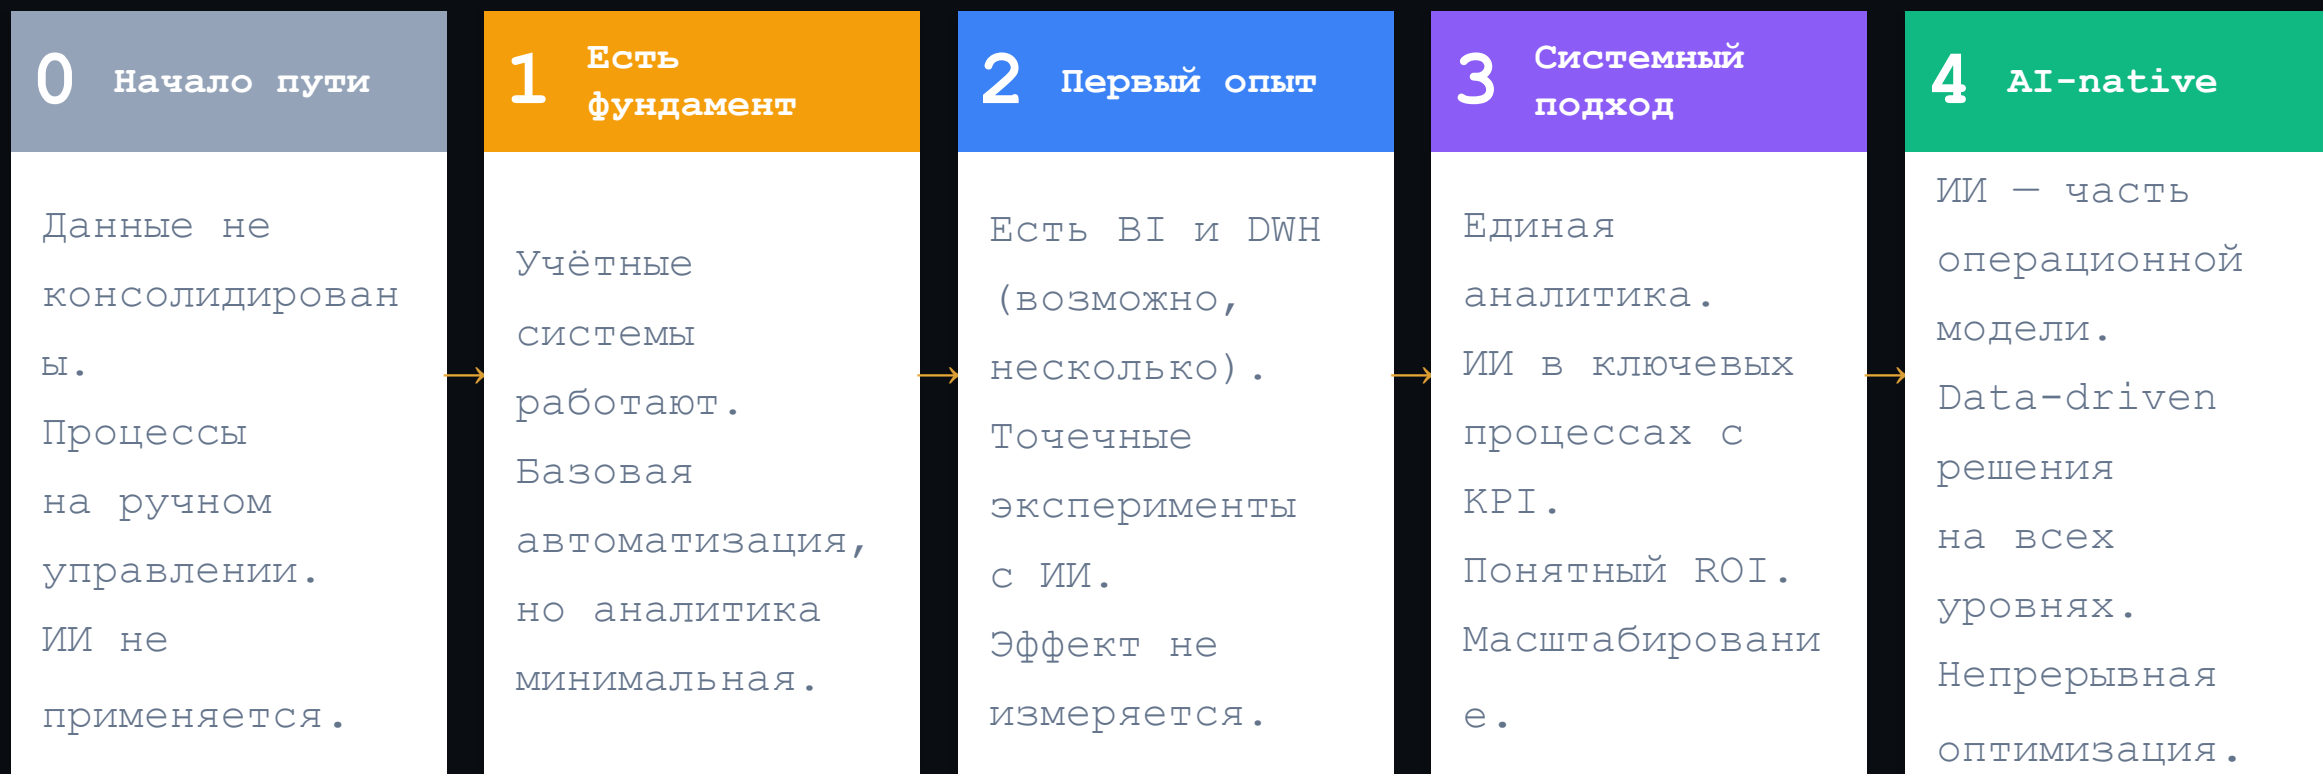 0 Начало пути
Данные не
консолидирован
ы.
Процессы
на ручном
управлении.
ИИ не
применяется.
→
1 Есть
фундамент
Учётные
системы
работают.
Базовая
автоматизация,
но аналитика
минимальная.
→
2 Первый опыт
Есть BI и DWH
(возможно,
несколько).
Точечные
эксперименты
с ИИ.
Эффект не
измеряется.
→
3 Системный
подход
Единая
аналитика.
ИИ в ключевых
процессах с
KPI.
Понятный ROI.
Масштабировани
е.
→
4 AI-native
ИИ — часть
операционной
модели.
Data-driven
решения
на всех
уровнях.
Непрерывная
оптимизация.